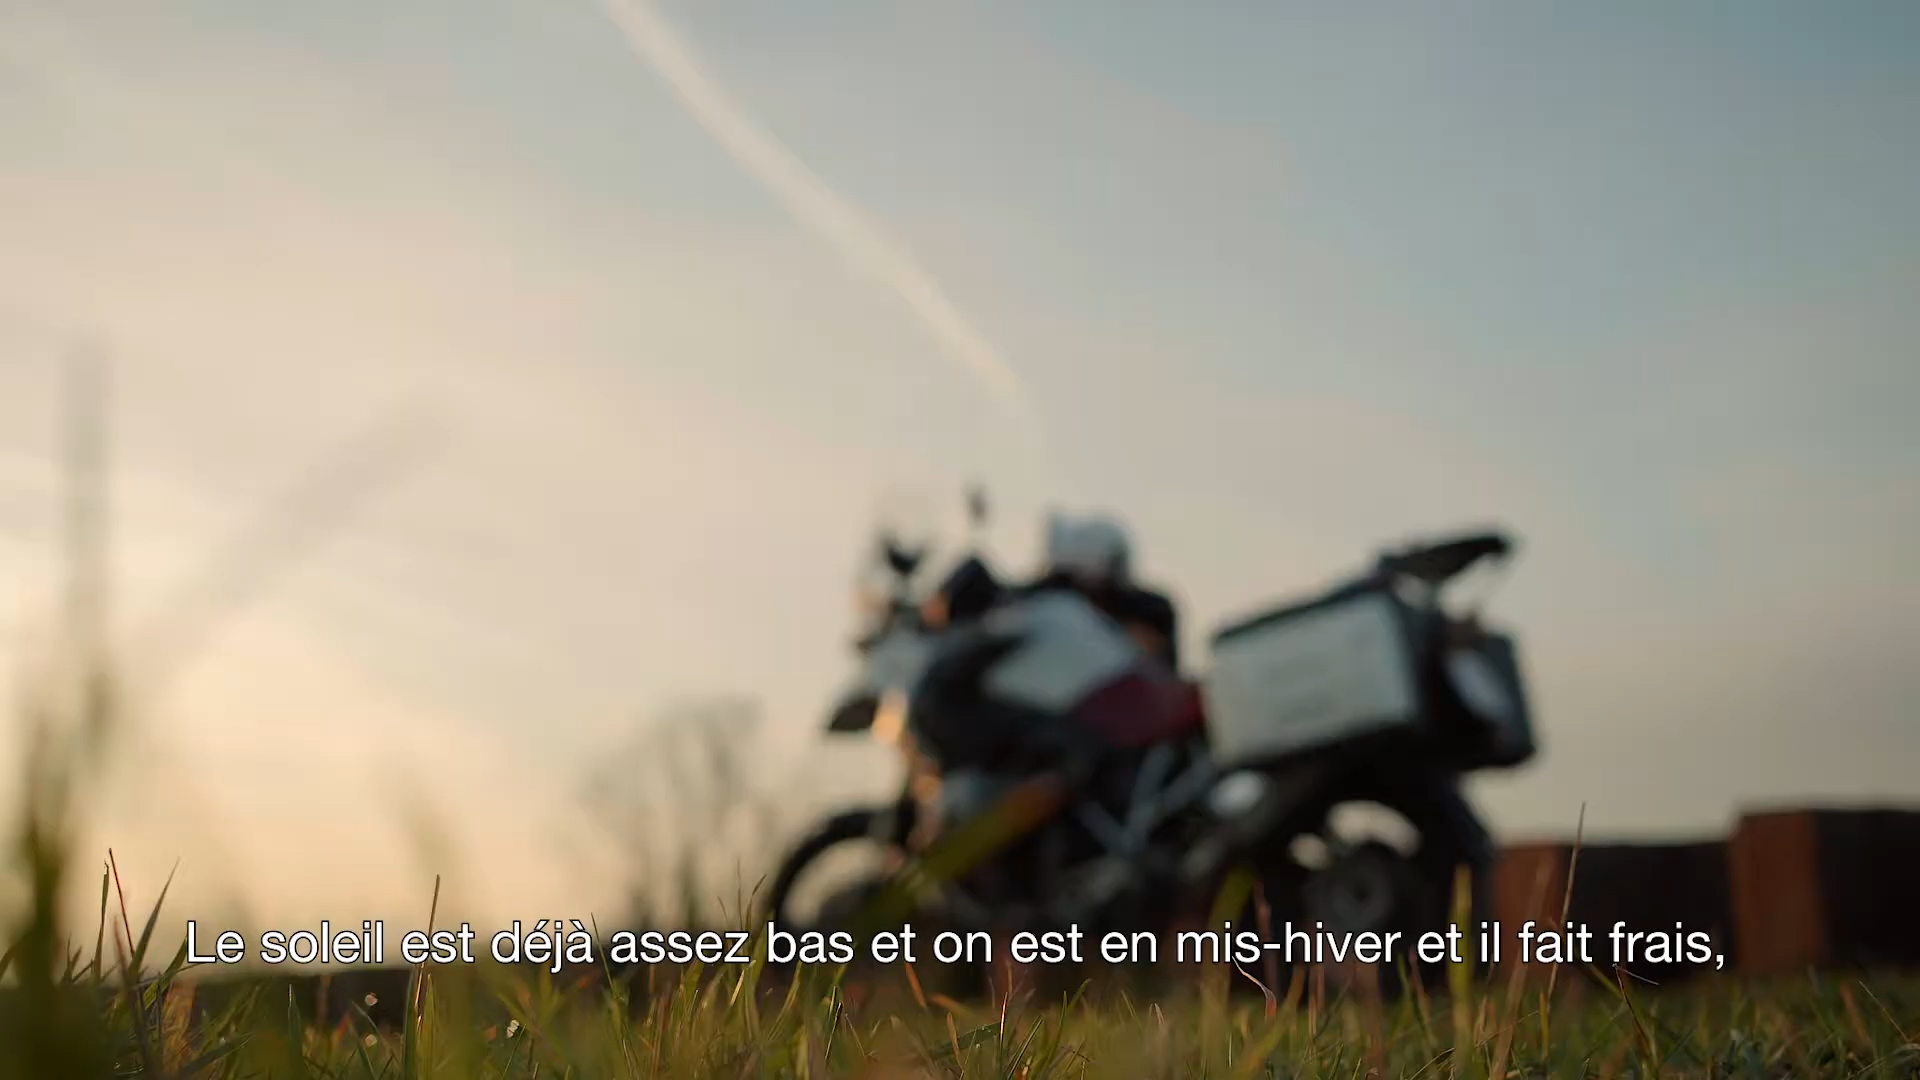 Le soleil est déjà assez bas et on est en mis-hiver et il fait frais,